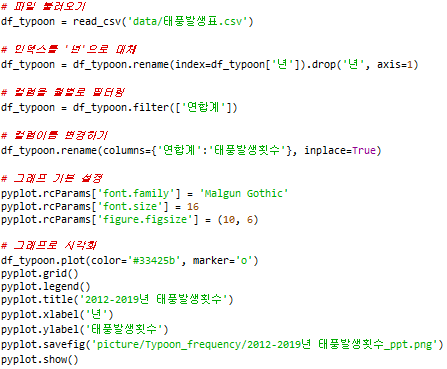 # 파일 불러오기
df_typoon = read_csv('data/태풍발생표.csv')
# 인덱스를 '년'으로 대체
df_typoon = df_typoon.rename(index=df_typoon['년']).drop('년', axis=1)
# 컬럼을 월별로 필터링
df_typoon = df_typoon.filter(['연합계'])
# 컬럼이름 변경하기
df_typoon.rename(columns={'연합계':'태풍발생횟수'}, inplace=True)
# 그래프 기본 설정
pyplot.rcParams['font.family'] = 'Malgun Gothic'
pyplot.rcParams['font.size'] = 16
pyplot.rcParams['figure.figsize'] = (10, 6)
# 그래프로 시각화
df_typoon.plot(color='#33425b', marker='o')
pyplot.grid()
pyplot.legend()
pyplot.title('2012-2019년 태풍발생횟수')
pyplot.xlabel('년')
pyplot.ylabel('태풍발생횟수')
pyplot.savefig('picture/Typoon_frequency/2012-2019년 태풍발생횟수_ppt.png')
pyplot.show()